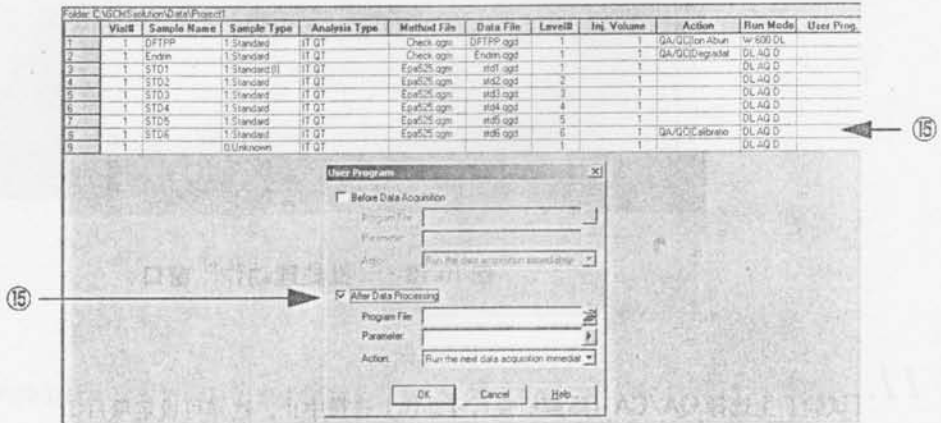 Folder: C:\GCMSsolution\Data\Project1
Vial# Sample Name Sample Type Analysis Type Method File Data File Level# Inj. Volume Action Run Mode User Prog.
1 1 DFTPP 1:Standard IT QT Check.qgm DFTPP.qgd 1 1 QA/QC(Ion Abun W:600 DL
2 1 Endrin 1:Standard IT QT Check.qgm Endrin.qgd 1 1 QA/QC(Degradat DL AQ D
3 1 STD1 1:Standard:(I) IT QT Epa525.qgm std1.qgd 1 1 DL AQ D
4 1 STD2 1:Standard IT QT Epa525.qgm std2.qgd 2 1 DL AQ D
5 1 STD3 1:Standard IT QT Epa525.qgm std3.qgd 3 1 DL AQ D
6 1 STD4 1:Standard IT QT Epa525.qgm std4.qgd 4 1 DL AQ D
7 1 STD5 1:Standard IT QT Epa525.qgm std5.qgd 5 1 DL AQ D
8 1 STD6 1:Standard IT QT Epa525.qgm std6.qgd 6 1 QA/QC(Calibratio DL AQ D
9 1 0:Unknown IT QT 1 1 DL AQ D
⑮
User Program
Before Data Acquisition
Program File:
Parameter:
Action: Run the data acquisition immediately
⑮
After Data Processing
Program File:
Parameter:
Action: Run the next data acquisition immediat
OK Cancel Help...